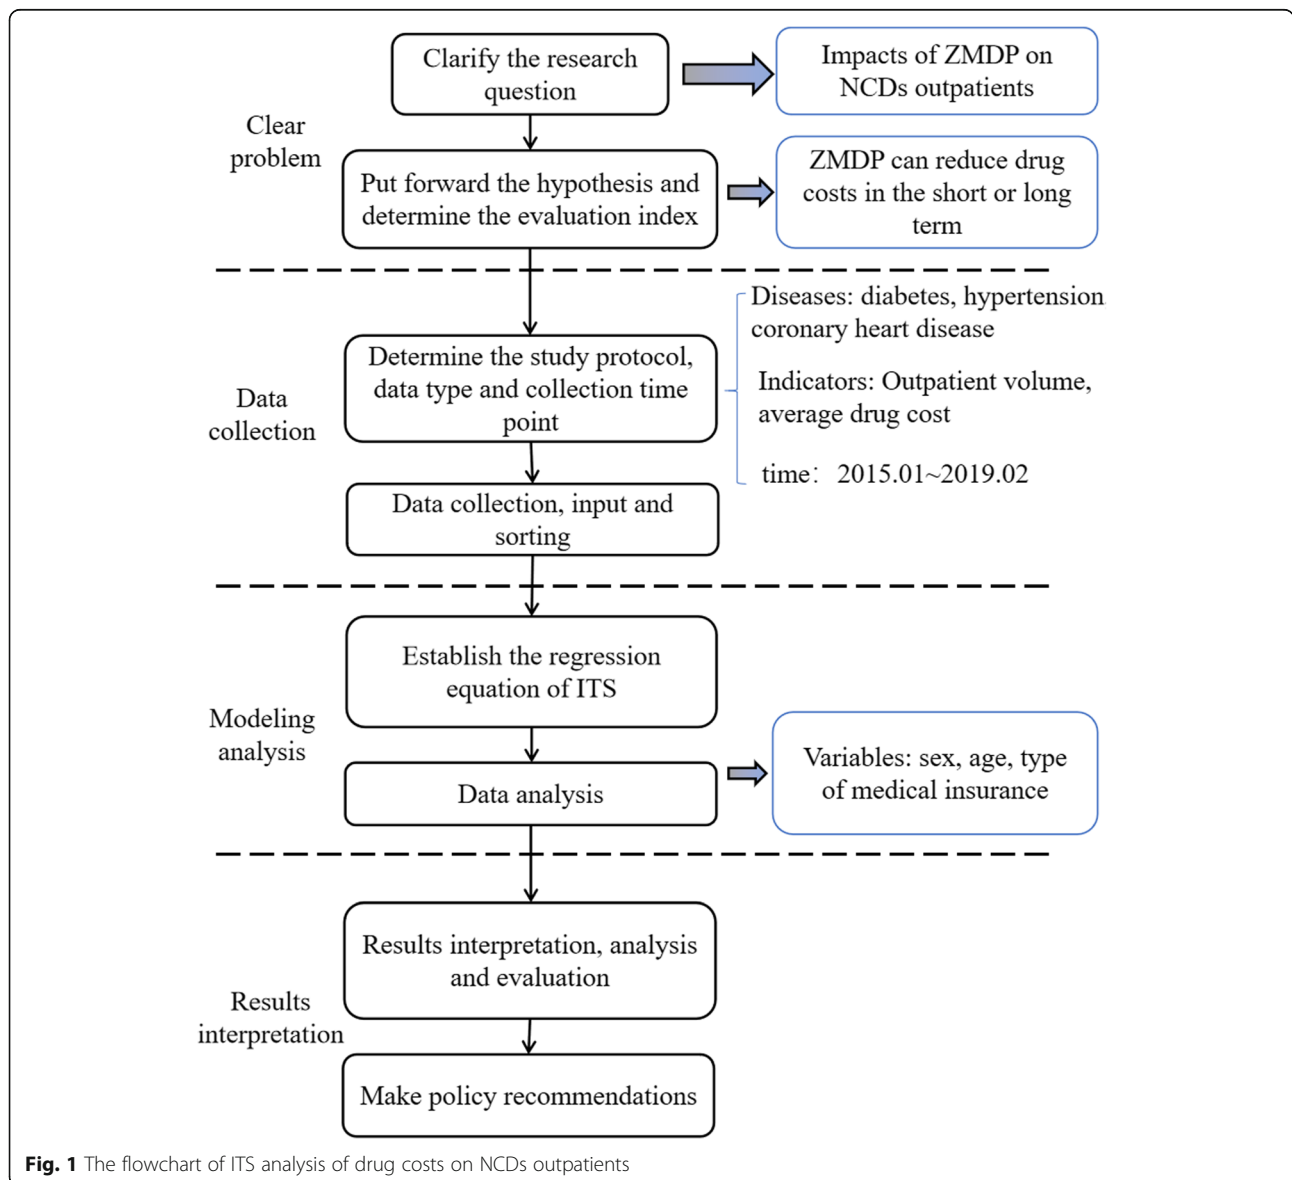 Clarify the research
question
Impacts of ZMDP on
NCDs outpatients
Clear
problem
Put forward the hypothesis and
determine the evaluation index
ZMDP can reduce drug
costs in the short or long
term
Data
collection
Determine the study protocol,
data type and collection time
point
Diseases: diabetes, hypertension
coronary heart disease
Indicators: Outpatient volume,
average drug cost
time: 2015.01~2019.02
Data collection, input and
sorting
Modeling
analysis
Establish the regression
equation of ITS
Data analysis
Variables: sex, age, type
of medical insurance
Results
interpretation
Results interpretation, analysis
and evaluation
Make policy recommendations
Fig. 1 The flowchart of ITS analysis of drug costs on NCDs outpatients